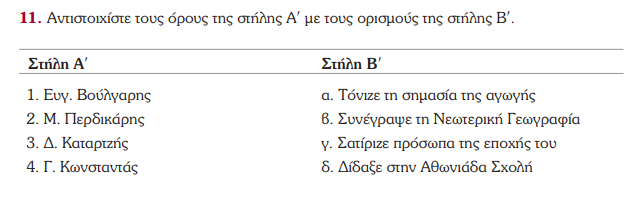 11. Αντιστοιχίστε τους όρους της στήλης Α′ με τους ορισμούς της στήλης Β′.
Στήλη Α′ Στήλη Β′
1. Ευγ. Βούλγαρης α. Τόνιζε τη σημασία της αγωγής
2. Μ. Περδικάρης β. Συνέγραψε τη Νεωτερική Γεωγραφία
3. Δ. Καταρτζής γ. Σατίριζε πρόσωπα της εποχής του
4. Γ. Κωνσταντάς δ. Δίδαξε στην Αθωνιάδα Σχολή